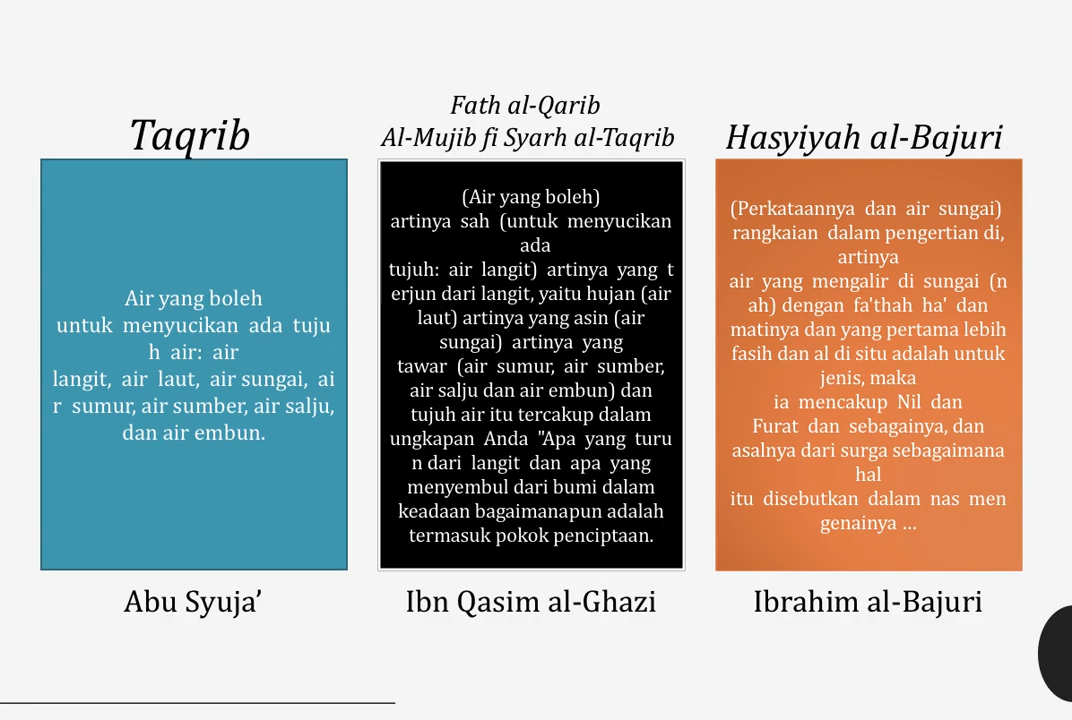 Taqrib
Air yang boleh
untuk menyucikan ada tuju
h air: air
langit, air laut, air sungai, ai
r sumur, air sumber, air salju,
dan air embun.
Abu Syuja’
Fath al-Qarib
Al-Mujib fi Syarh al-Taqrib
(Air yang boleh)
artinya sah (untuk menyucikan
ada
tujuh: air langit) artinya yang t
erjun dari langit, yaitu hujan (air
laut) artinya yang asin (air
sungai) artinya yang
tawar (air sumur, air sumber,
air salju dan air embun) dan
tujuh air itu tercakup dalam
ungkapan Anda "Apa yang turu
n dari langit dan apa yang
menyembul dari bumi dalam
keadaan bagaimanapun adalah
termasuk pokok penciptaan.
Ibn Qasim al-Ghazi
Hasyiyah al-Bajuri
(Perkataannya dan air sungai)
rangkaian dalam pengertian di,
artinya
air yang mengalir di sungai (n
ah) dengan fa'thah ha' dan
matinya dan yang pertama lebih
fasih dan al di situ adalah untuk
jenis, maka
ia mencakup Nil dan
Furat dan sebagainya, dan
asalnya dari surga sebagaimana
hal
itu disebutkan dalam nas men
genainya ...
Ibrahim al-Bajuri